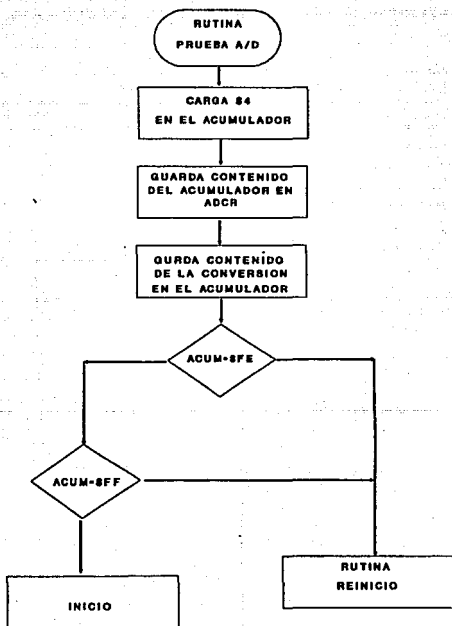 RUTINA
PRUEBA A/D
CARGA $4
EN EL ACUMULADOR
GUARDA CONTENIDO
DEL ACUMULADOR EN
ADCR
GURDA CONTENIDO
DE LA CONVERSION
EN EL ACUMULADOR
ACUM=$FE
ACUM=$FF
RUTINA
REINICIO
INICIO